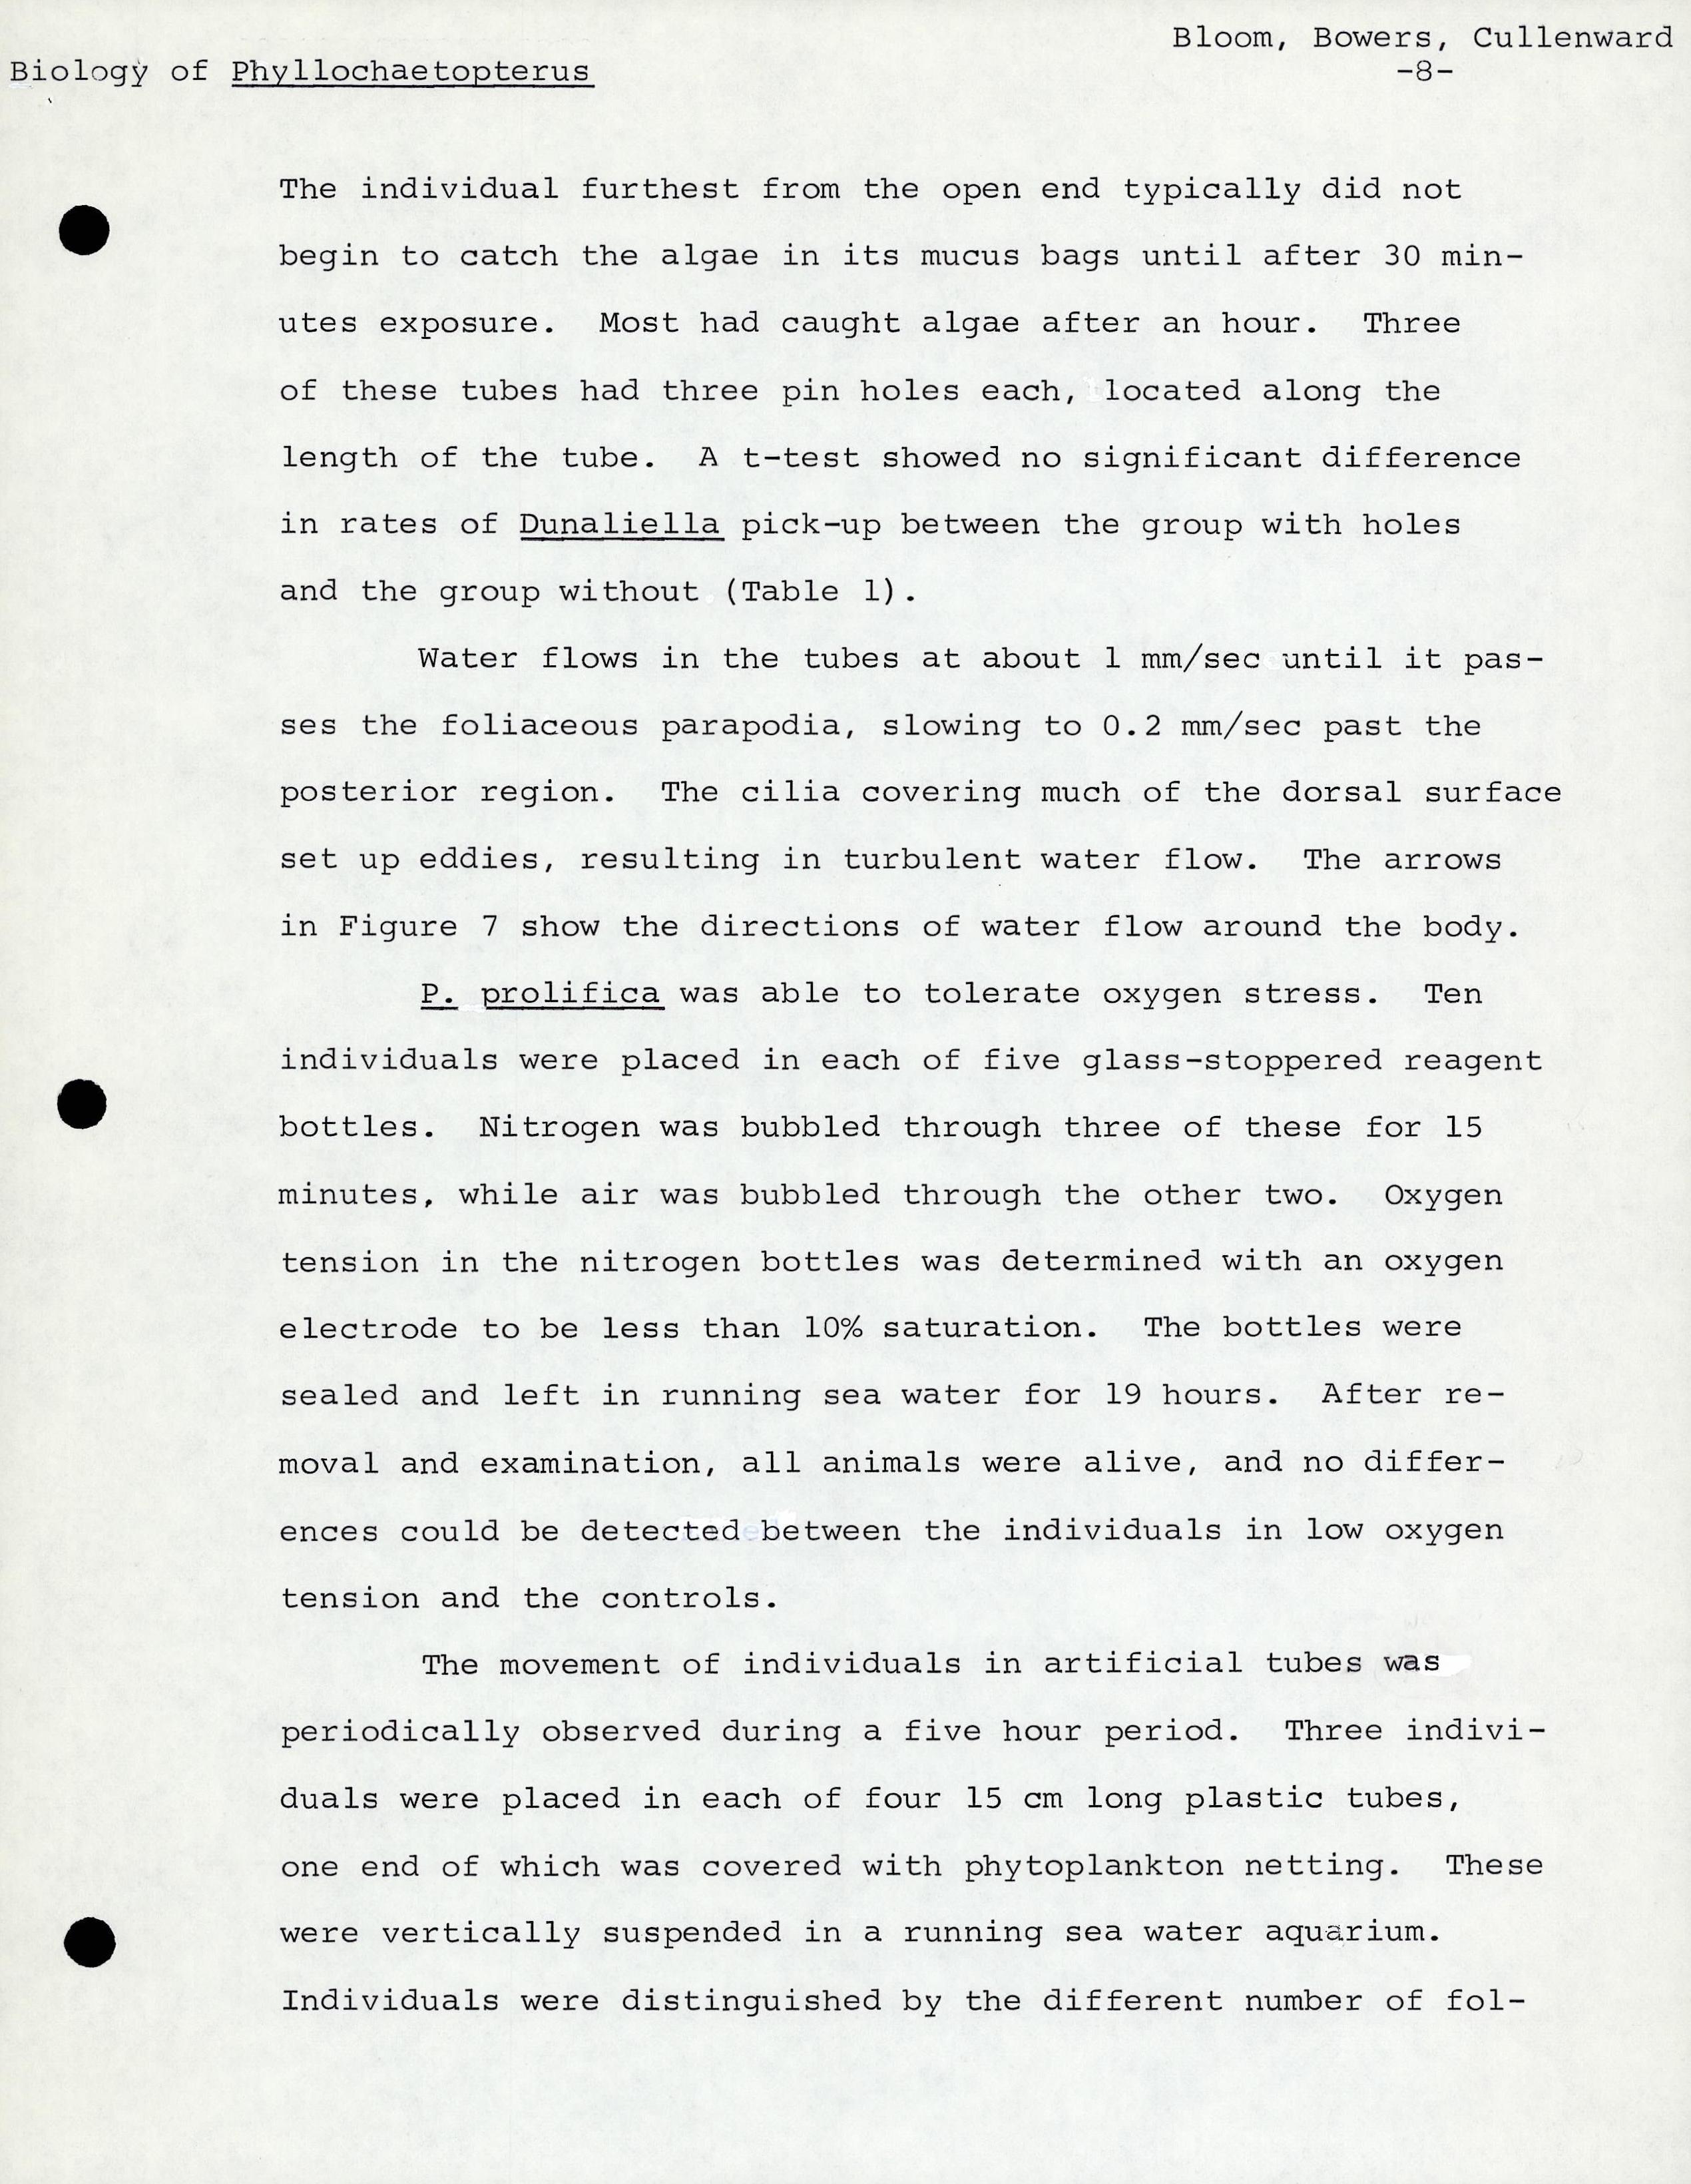 Bloom, Bowers, Cullenward
Biology of Phyllochaetopterus -8-
The individual furthest from the open end typically did not
begin to catch the algae in its mucus bags until after 30 min-
utes exposure. Most had caught algae after an hour. Three
of these tubes had three pin holes each, located along the
length of the tube. A t-test showed no significant difference
in rates of Dunaliella pick-up between the group with holes
and the group without (Table 1).
Water flows in the tubes at about 1 mm/sec until it pas-
ses the foliaceous parapodia, slowing to 0.2 mm/sec past the
posterior region. The cilia covering much of the dorsal surface
set up eddies, resulting in turbulent water flow. The arrows
in Figure 7 show the directions of water flow around the body.
P. prolifica was able to tolerate oxygen stress. Ten
individuals were placed in each of five glass-stoppered reagent
bottles. Nitrogen was bubbled through three of these for 15
minutes, while air was bubbled through the other two. Oxygen
tension in the nitrogen bottles was determined with an oxygen
electrode to be less than 10% saturation. The bottles were
sealed and left in running sea water for 19 hours. After re-
moval and examination, all animals were alive, and no differ-
ences could be detected between the individuals in low oxygen
tension and the controls.
The movement of individuals in artificial tubes was
periodically observed during a five hour period. Three indivi-
duals were placed in each of four 15 cm long plastic tubes,
one end of which was covered with phytoplankton netting. These
were vertically suspended in a running sea water aquarium.
Individuals were distinguished by the different number of fol-